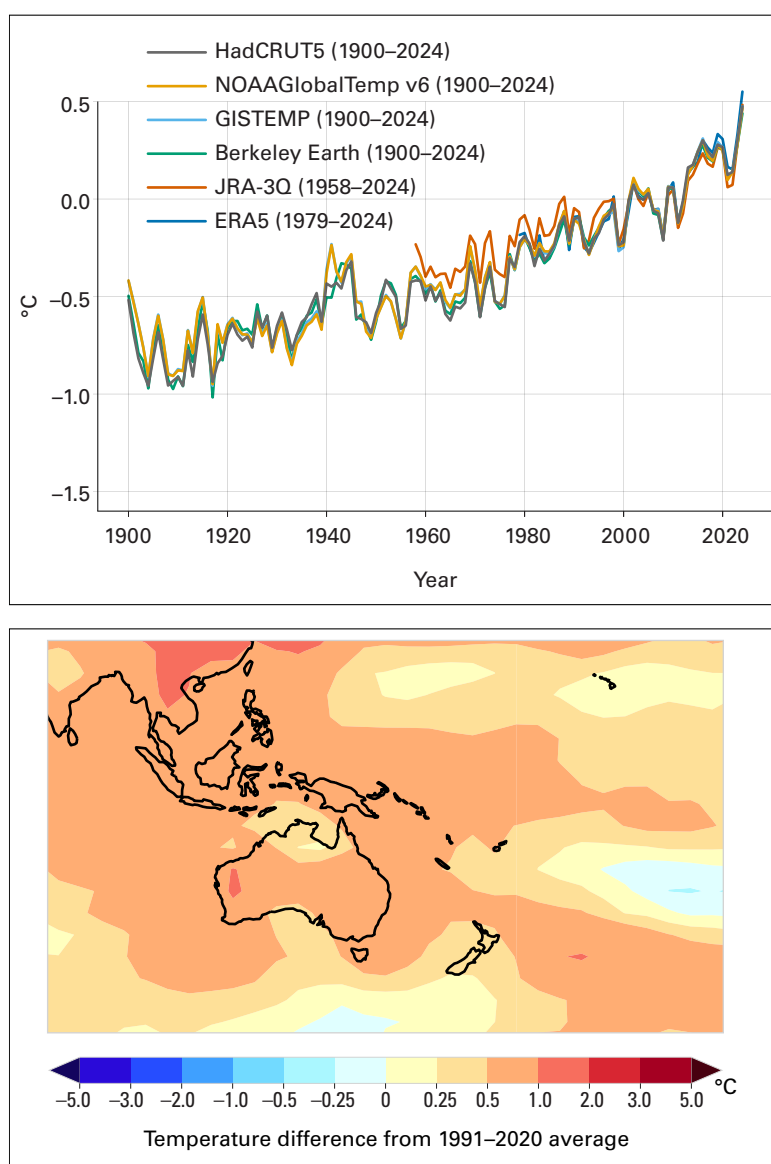 HadCRUT5 (1900–2024)
NOAAGlobalTemp v6 (1900–2024)
GISTEMP (1900–2024)
Berkeley Earth (1900–2024)
JRA-3Q (1958–2024)
ERA5 (1979–2024)
0.5
0.0
–0.5
–1.0
–1.5
°C
1900 1920 1940 1960 1980 2000 2020
Year
–5.0 –3.0 –2.0 –1.0 –0.5 –0.25 0 0.25 0.5 1.0 2.0 3.0 5.0 °C
Temperature difference from 1991–2020 average